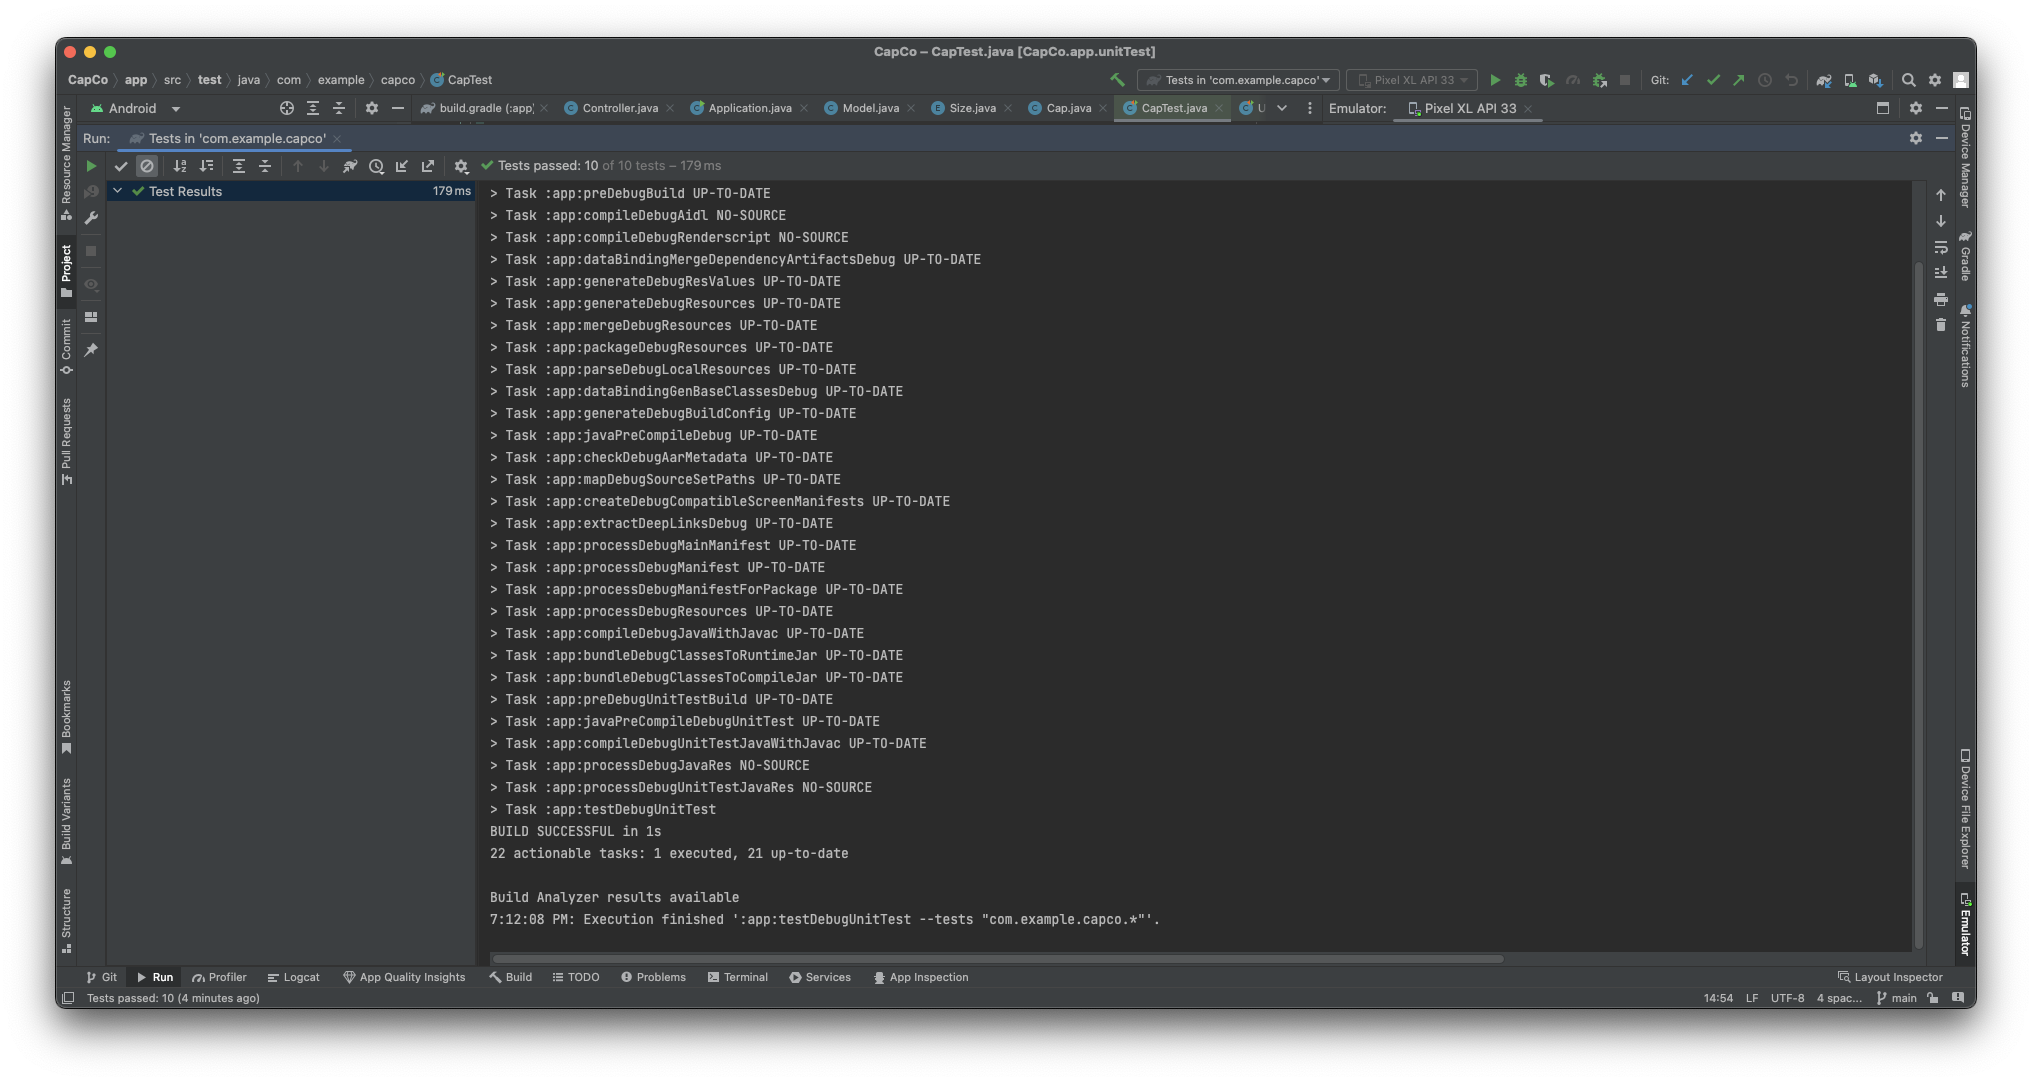 CapCo – CapTest.java [CapCo.app.unitTest]
CapCo app src test java com example capco CapTest
Tests in 'com.example.capco' Pixel XL API 33 Git:
Android build.gradle (:app) Controller.java Application.java Model.java Size.java Cap.java CapTest.java U Emulator: Pixel XL API 33
Run: Tests in 'com.example.capco'
Tests passed: 10 of 10 tests – 179 ms
Test Results 179 ms
> Task :app:preDebugBuild UP-TO-DATE
> Task :app:compileDebugAidl NO-SOURCE
> Task :app:compileDebugRenderscript NO-SOURCE
> Task :app:dataBindingMergeDependencyArtifactsDebug UP-TO-DATE
> Task :app:generateDebugResValues UP-TO-DATE
> Task :app:generateDebugResources UP-TO-DATE
> Task :app:mergeDebugResources UP-TO-DATE
> Task :app:packageDebugResources UP-TO-DATE
> Task :app:parseDebugLocalResources UP-TO-DATE
> Task :app:dataBindingGenBaseClassesDebug UP-TO-DATE
> Task :app:generateDebugBuildConfig UP-TO-DATE
> Task :app:javaPreCompileDebug UP-TO-DATE
> Task :app:checkDebugAarMetadata UP-TO-DATE
> Task :app:mapDebugSourceSetPaths UP-TO-DATE
> Task :app:createDebugCompatibleScreenManifests UP-TO-DATE
> Task :app:extractDeepLinksDebug UP-TO-DATE
> Task :app:processDebugMainManifest UP-TO-DATE
> Task :app:processDebugManifest UP-TO-DATE
> Task :app:processDebugManifestForPackage UP-TO-DATE
> Task :app:processDebugResources UP-TO-DATE
> Task :app:compileDebugJavaWithJavac UP-TO-DATE
> Task :app:bundleDebugClassesToRuntimeJar UP-TO-DATE
> Task :app:bundleDebugClassesToCompileJar UP-TO-DATE
> Task :app:preDebugUnitTestBuild UP-TO-DATE
> Task :app:javaPreCompileDebugUnitTest UP-TO-DATE
> Task :app:compileDebugUnitTestJavaWithJavac UP-TO-DATE
> Task :app:processDebugJavaRes NO-SOURCE
> Task :app:processDebugUnitTestJavaRes NO-SOURCE
> Task :app:testDebugUnitTest
BUILD SUCCESSFUL in 1s
22 actionable tasks: 1 executed, 21 up-to-date
Build Analyzer results available
7:12:08 PM: Execution finished ':app:testDebugUnitTest --tests "com.example.capco.*"'.
Resource Manager
Project
Commit
Pull Requests
Bookmarks
Build Variants
Structure
Device Manager
Gradle
Notifications
Device File Explorer
Emulator
Git Run Profiler Logcat App Quality Insights Build TODO Problems Terminal Services App Inspection Layout Inspector
Tests passed: 10 (4 minutes ago) 14:54 LF UTF-8 4 spac... main